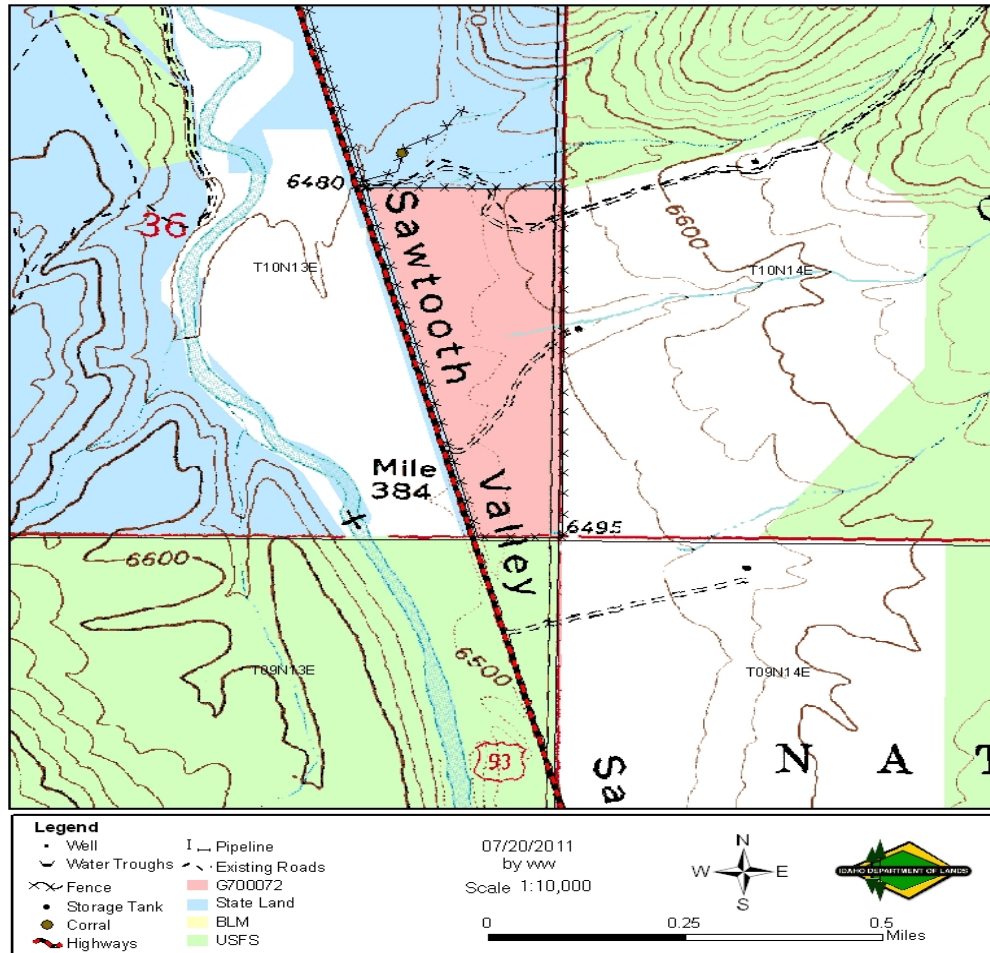 6600
6480
36
Sawtooth
6600
T10N13E
T10N14E
Mile
384
Valley
6495
6600
T09N13E
6500
T09N14E
93
Sa
N A T
Legend
Well
Water Troughs
Fence
Storage Tank
Corral
Highways
Pipeline
Existing Roads
G700072
State Land
BLM
USFS
07/20/2011
by ww
Scale 1:10,000
0 0.25 0.5
Miles
N
W E
S
IDAHO DEPARTMENT OF LANDS